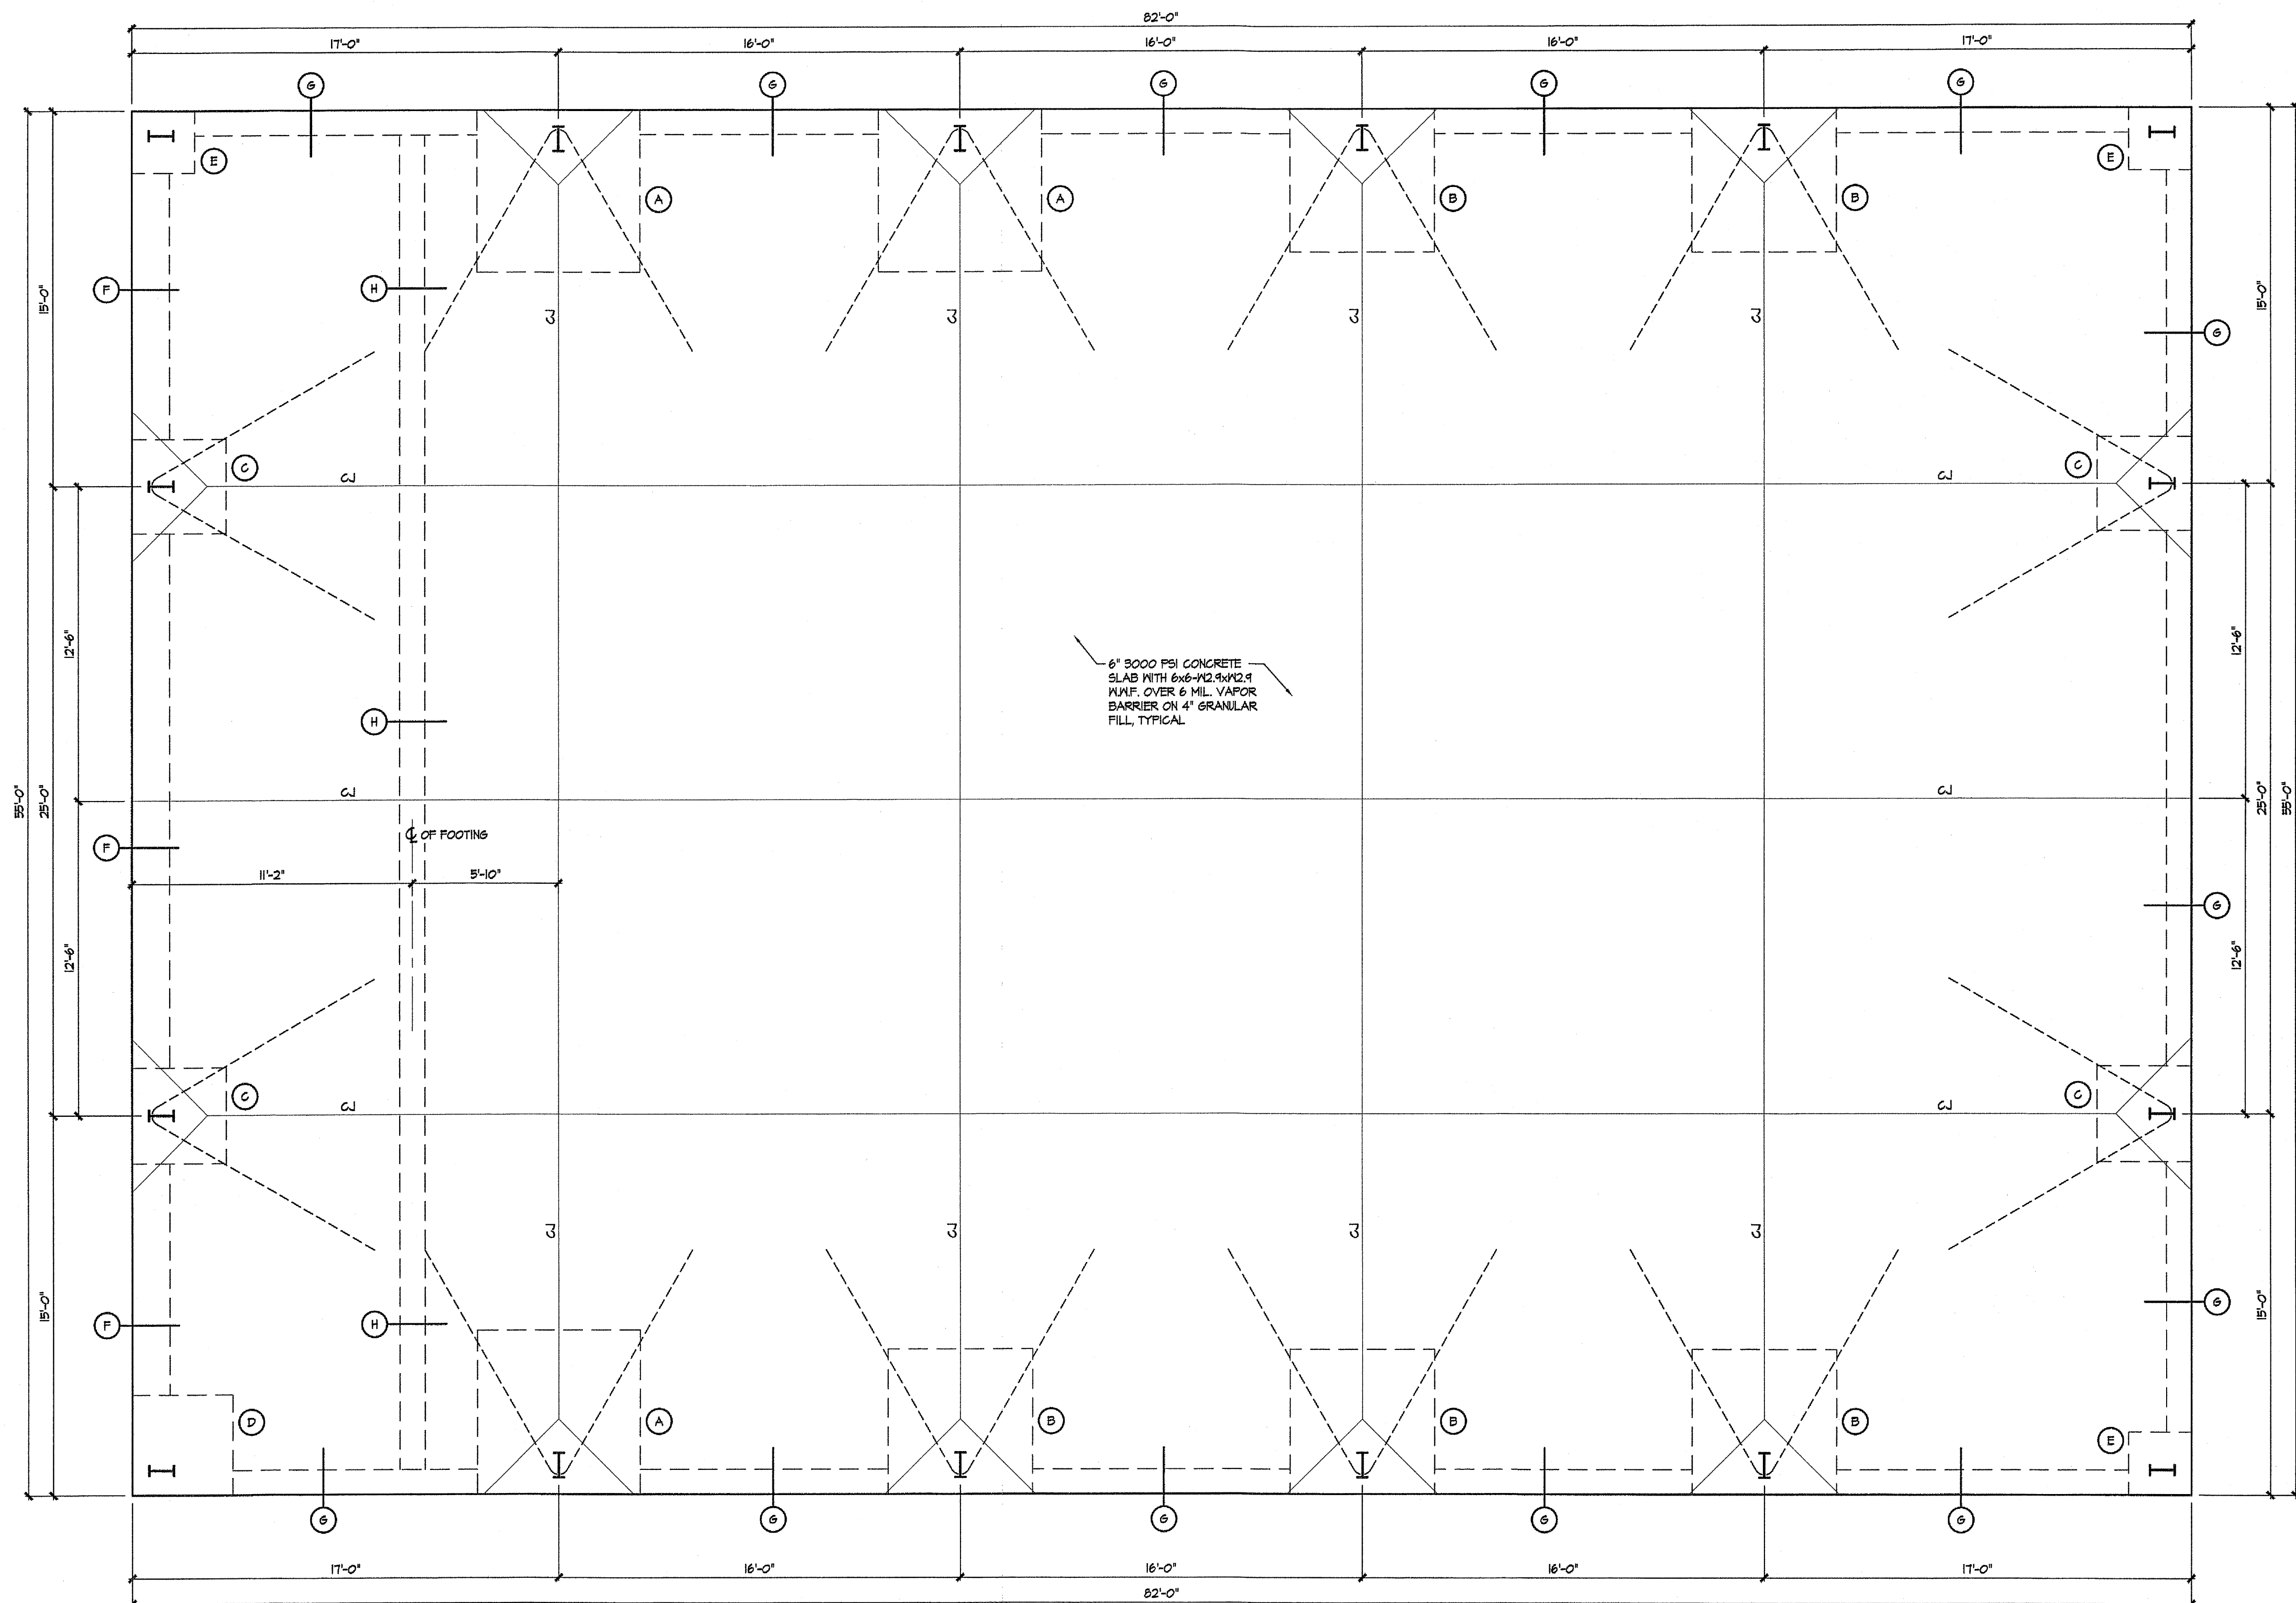 82'-0"
17'-0" 16'-0" 16'-0" 16'-0" 17'-0"
G G G G G
E E
A A B B
F H
15'-0" 15'-0"
CJ CJ CJ CJ
G
C C
CJ CJ
12'-6" 12'-6"
6" 3000 PSI CONCRETE
SLAB WITH 6x6-W2.9xW2.9
W.W.F. OVER 6 MIL. VAPOR
BARRIER ON 4" GRANULAR
FILL, TYPICAL
H
CJ CJ
55'-0" 25'-0" 25'-0" 55'-0"
℄ OF FOOTING
F
11'-2" 5'-10"
G
12'-6" 12'-6"
C C
CJ CJ
CJ CJ CJ CJ
15'-0" 15'-0"
F H G
D A B B B E
G G G G G
17'-0" 16'-0" 16'-0" 16'-0" 17'-0"
82'-0"